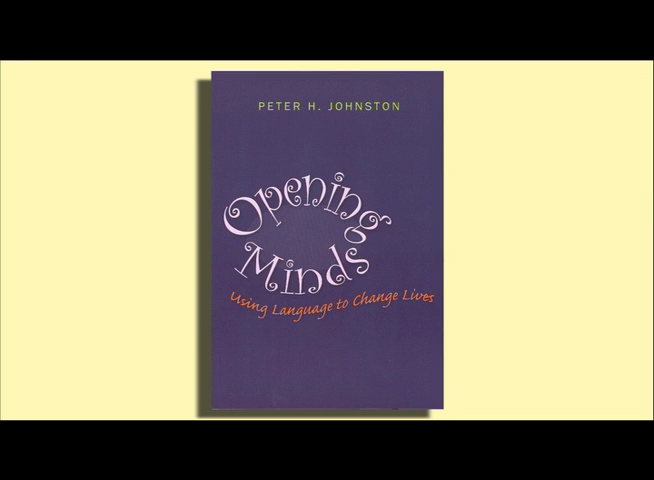 PETER H. JOHNSTON
Opening
Minds
Using Language to Change Lives